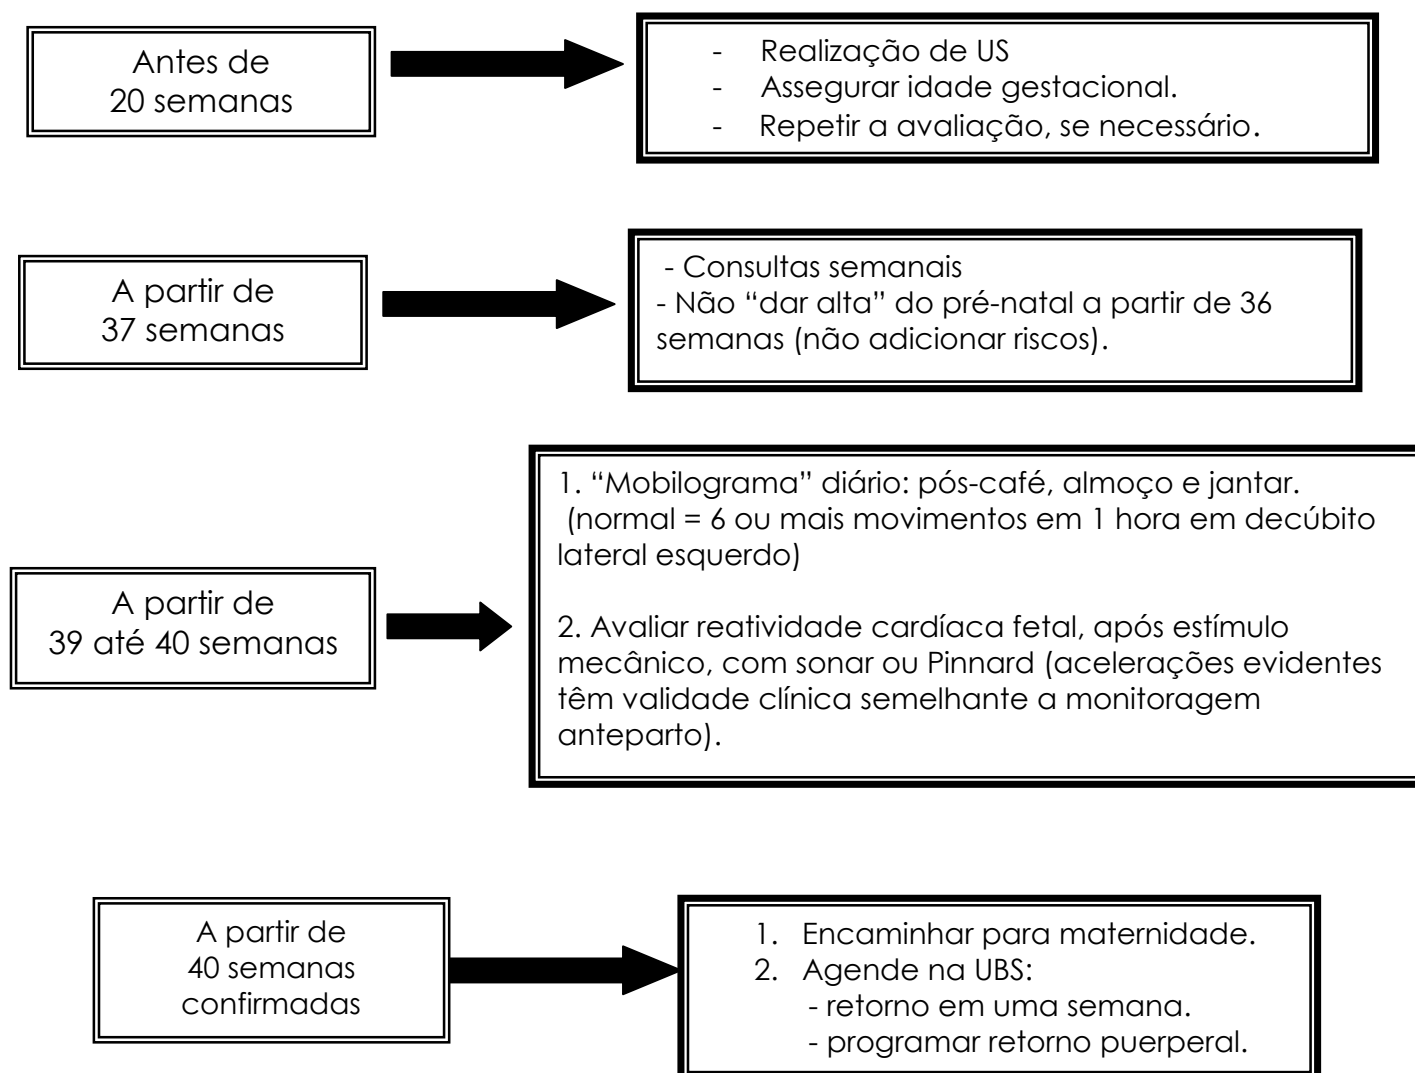 Antes de
20 semanas
- Realização de US
- Assegurar idade gestacional.
- Repetir a avaliação, se necessário.
A partir de
37 semanas
- Consultas semanais
- Não “dar alta” do pré-natal a partir de 36
semanas (não adicionar riscos).
A partir de
39 até 40 semanas
1. “Mobilograma” diário: pós-café, almoço e jantar.
(normal = 6 ou mais movimentos em 1 hora em decúbito
lateral esquerdo)
2. Avaliar reatividade cardíaca fetal, após estímulo
mecânico, com sonar ou Pinnard (acelerações evidentes
têm validade clínica semelhante a monitoragem
anteparto).
A partir de
40 semanas
confirmadas
1. Encaminhar para maternidade.
2. Agende na UBS:
- retorno em uma semana.
- programar retorno puerperal.